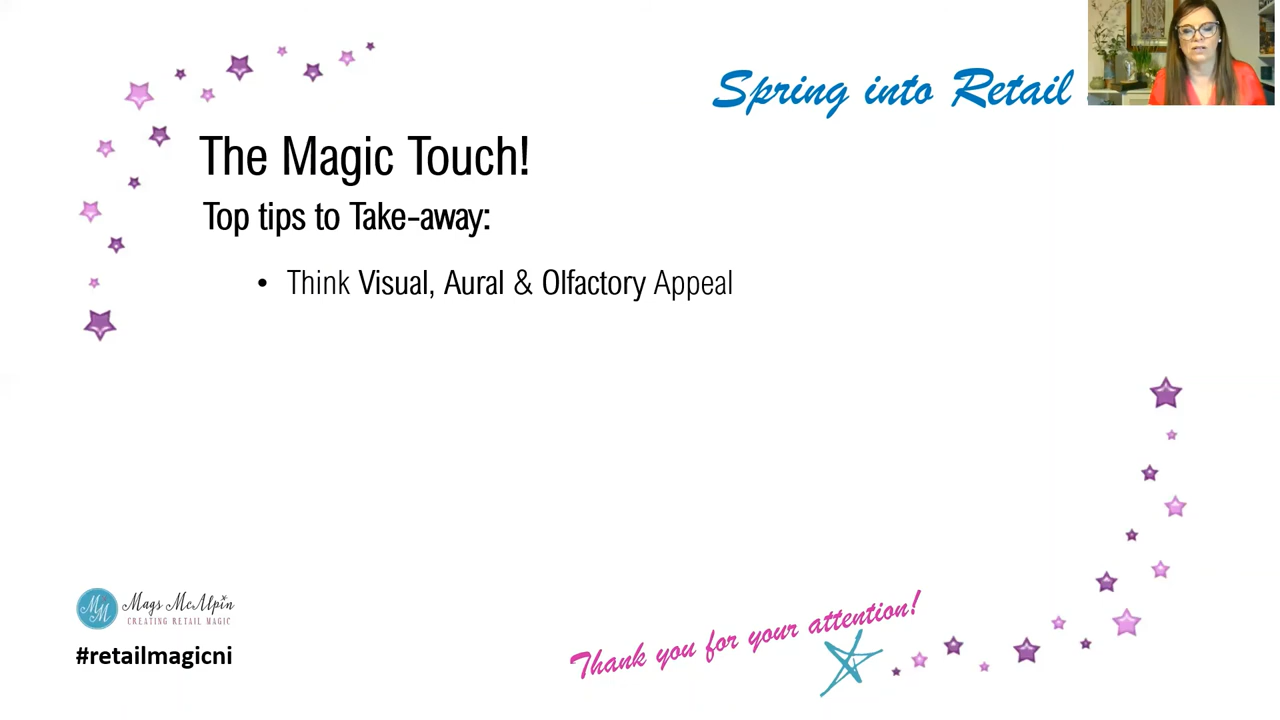 Spring into Retail
The Magic Touch!
Top tips to Take-away:
• Think Visual, Aural & Olfactory Appeal
MM
Mags McAlpin
CREATING RETAIL MAGIC
#retailmagicni
Thank you for your attention!